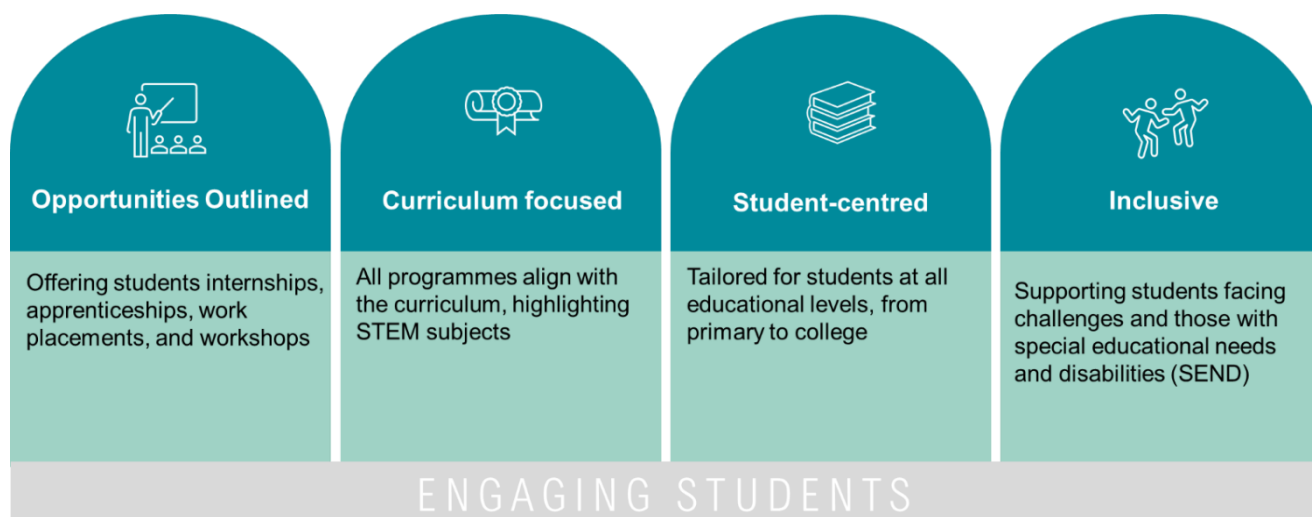 Opportunities Outlined
Offering students internships,
apprenticeships, work
placements, and workshops
Curriculum focused
All programmes align with
the curriculum, highlighting
STEM subjects
Student-centred
Tailored for students at all
educational levels, from
primary to college
Inclusive
Supporting students facing
challenges and those with
special educational needs
and disabilities (SEND)
ENGAGING STUDENTS